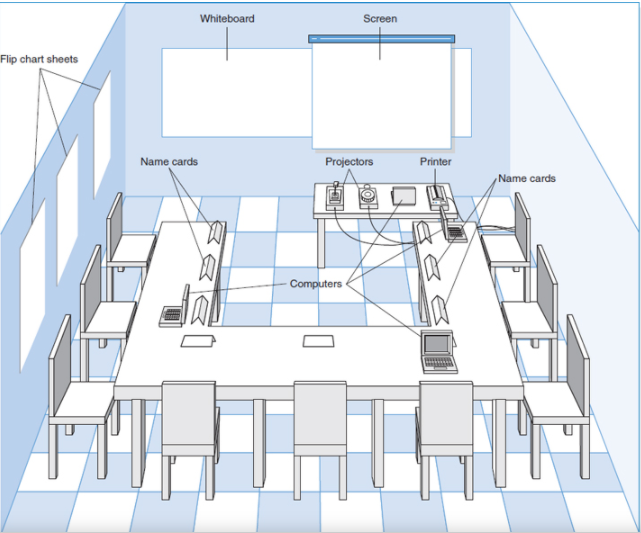 Whiteboard
Screen
Flip chart sheets
Name cards
Projectors
Printer
Name cards
Computers